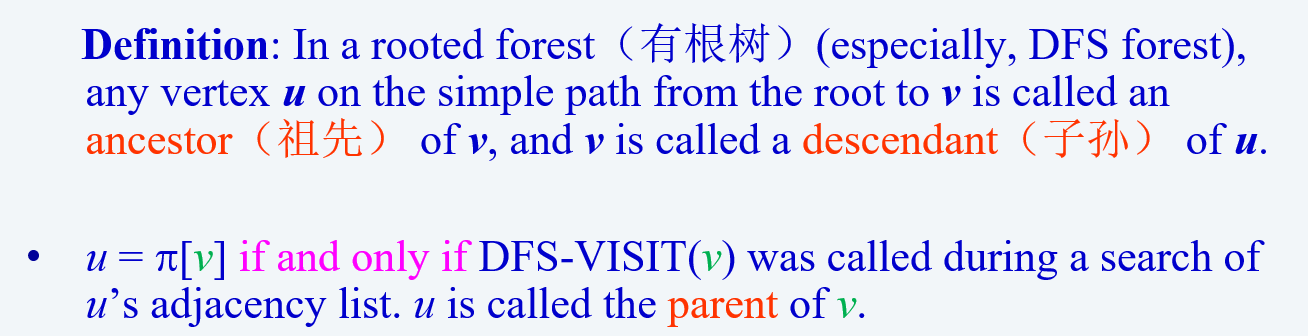 Definition: In a rooted forest（有根树）(especially, DFS forest),
any vertex u on the simple path from the root to v is called an
ancestor（祖先） of v, and v is called a descendant（子孙） of u.
• u = π[v] if and only if DFS-VISIT(v) was called during a search of
u’s adjacency list. u is called the parent of v.